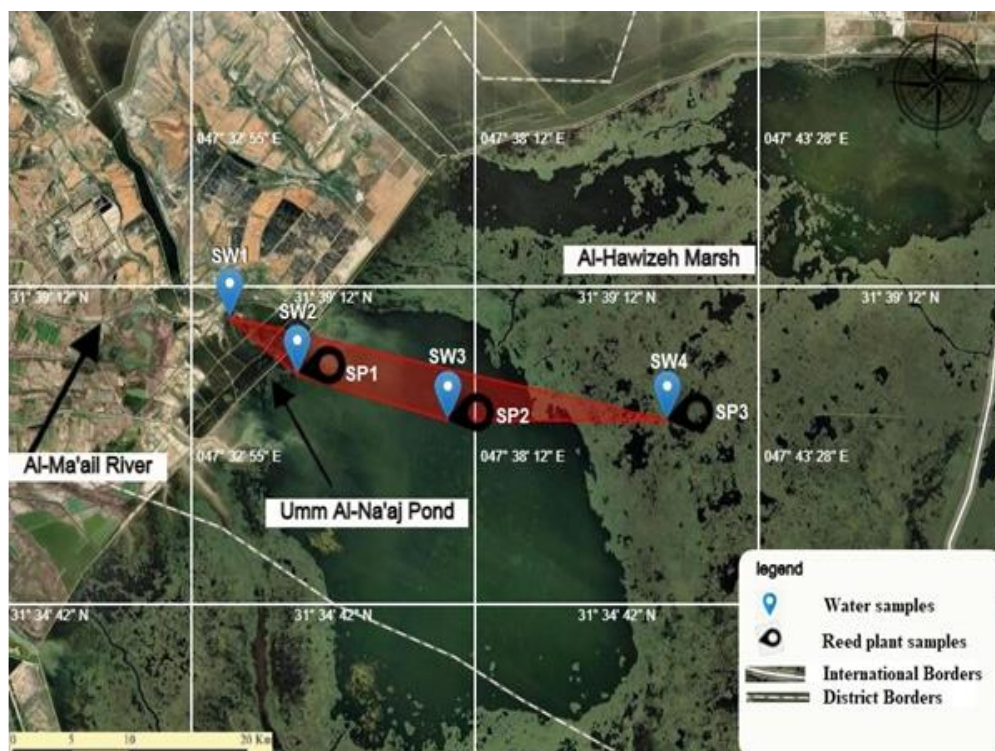 047° 32' 55" E
047° 38' 12" E
047° 43' 28" E
Al-Hawizeh Marsh
SW1
31° 39' 12" N
31° 39' 12" N
31° 39' 12" N
31° 39' 12" N
SW2
SP1
SW3
SP2
SW4
SP3
Al-Ma'ail River
047° 32' 55" E
047° 38' 12" E
047° 43' 28" E
Umm Al-Na'aj Pond
31° 34' 42" N
31° 34' 42" N
31° 34' 42" N
legend
Water samples
Reed plant samples
International Borders
District Borders
0 5 10 20 Km